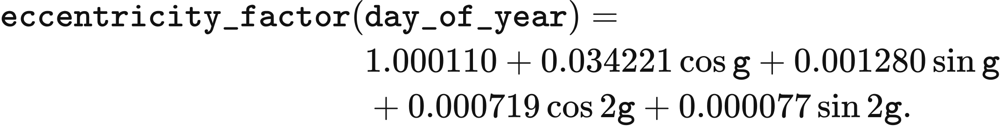 eccentricity_factor(day_of_year) =
1.000110 + 0.034221 cos g + 0.001280 sin g
+ 0.000719 cos 2g + 0.000077 sin 2g.